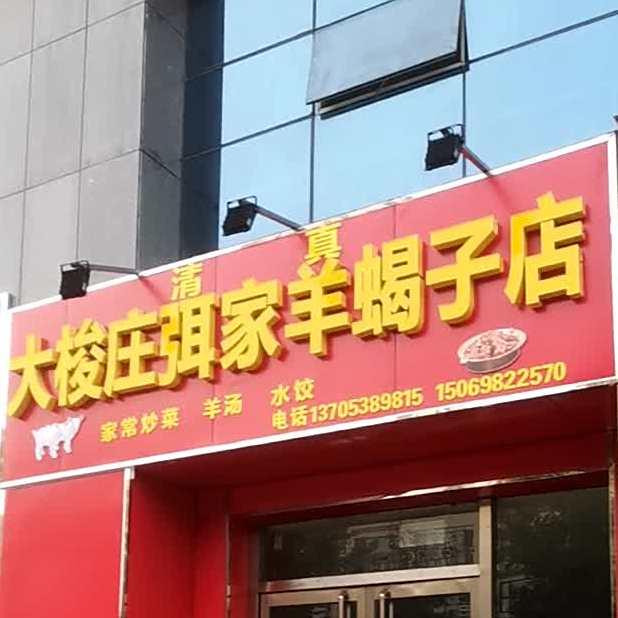 清真
大梭庄弭家羊蝎子店
家常炒菜 羊汤 水饺
电话13705389815 15069822570